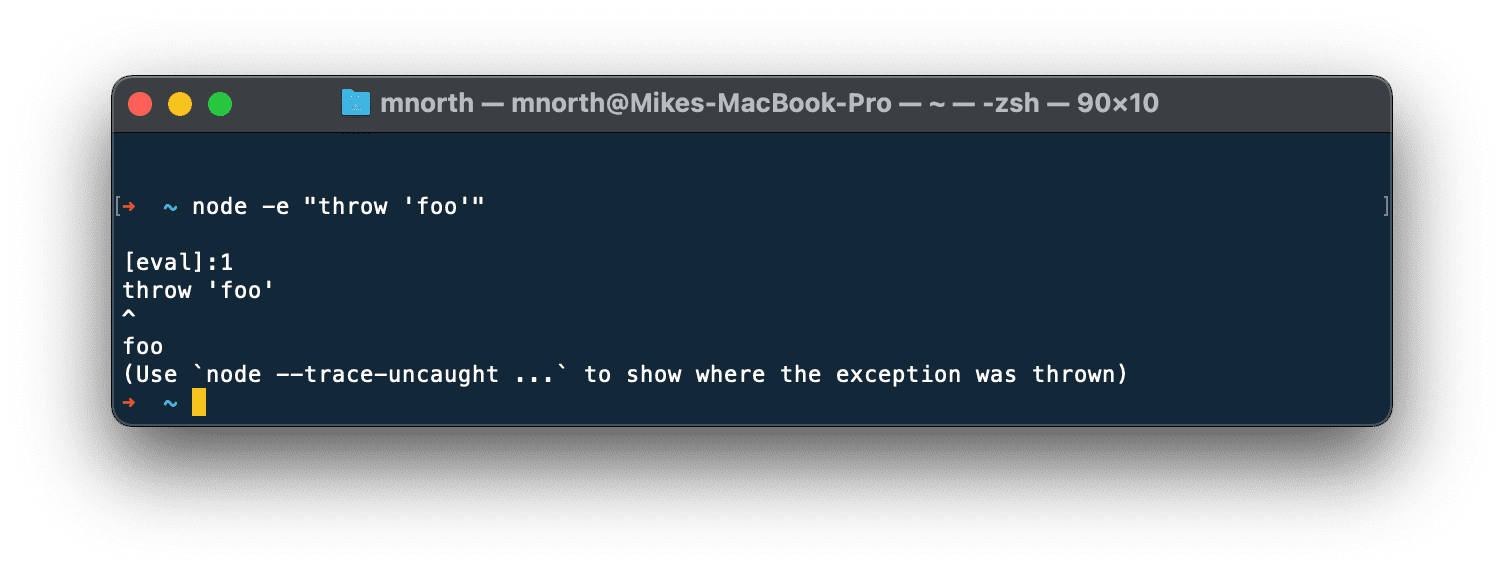 mnorth — mnorth@Mikes-MacBook-Pro — ~ — -zsh — 90×10
[➜  ~ node -e "throw 'foo'" ]
[eval]:1
throw 'foo'
^
foo
(Use `node --trace-uncaught ...` to show where the exception was thrown)
➜  ~